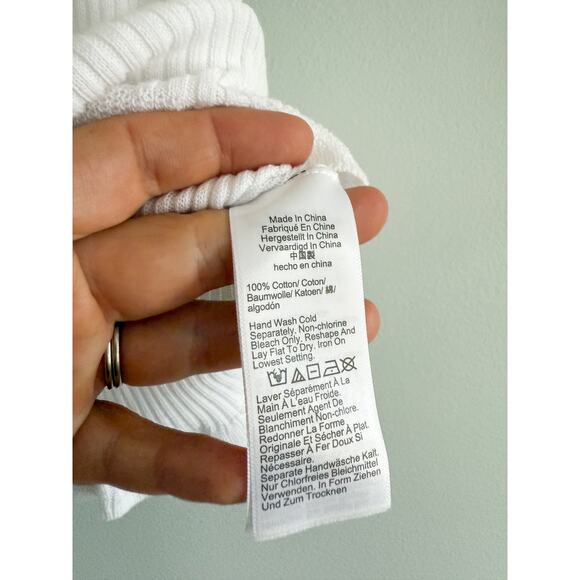 Made In China
Fabriqué En Chine
Hergestellt In China
Vervaardigd In China
中国製
hecho en china
100% Cotton/ Coton/
Baumwolle/ Katoen/ 綿/
algodón
Hand Wash Cold
Separately, Non-chlorine
Bleach Only, Reshape And
Lay Flat To Dry, Iron On
Lowest Setting.
Laver Séparément À La
Main À L'eau Froide.
Seulement Agent De
Blanchiment Non-chlore.
Redonner La Forme
Originale Et Sécher À Plat.
Repasser À Fer Doux Si
Nécessaire.
Separate Handwäsche Kalt.
Nur Chlorfreies Bleichmittel
Verwenden. In Form Ziehen
Und Zum Trocknen